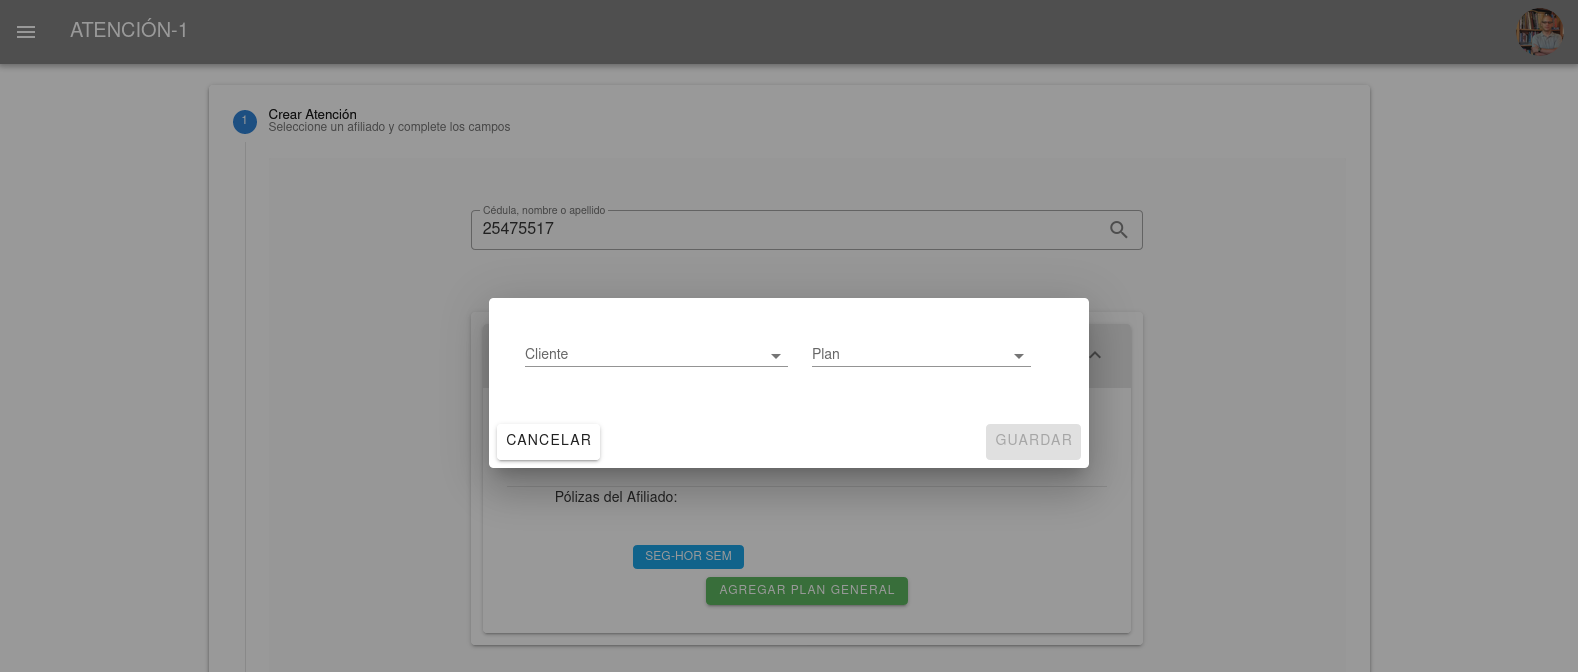 ATENCIÓN-1
1
Crear Atención
Seleccione un afiliado y complete los campos
Cédula, nombre o apellido
25475517
Cliente
Plan
CANCELAR
GUARDAR
Pólizas del Afiliado:
SEG-HOR SEM
AGREGAR PLAN GENERAL